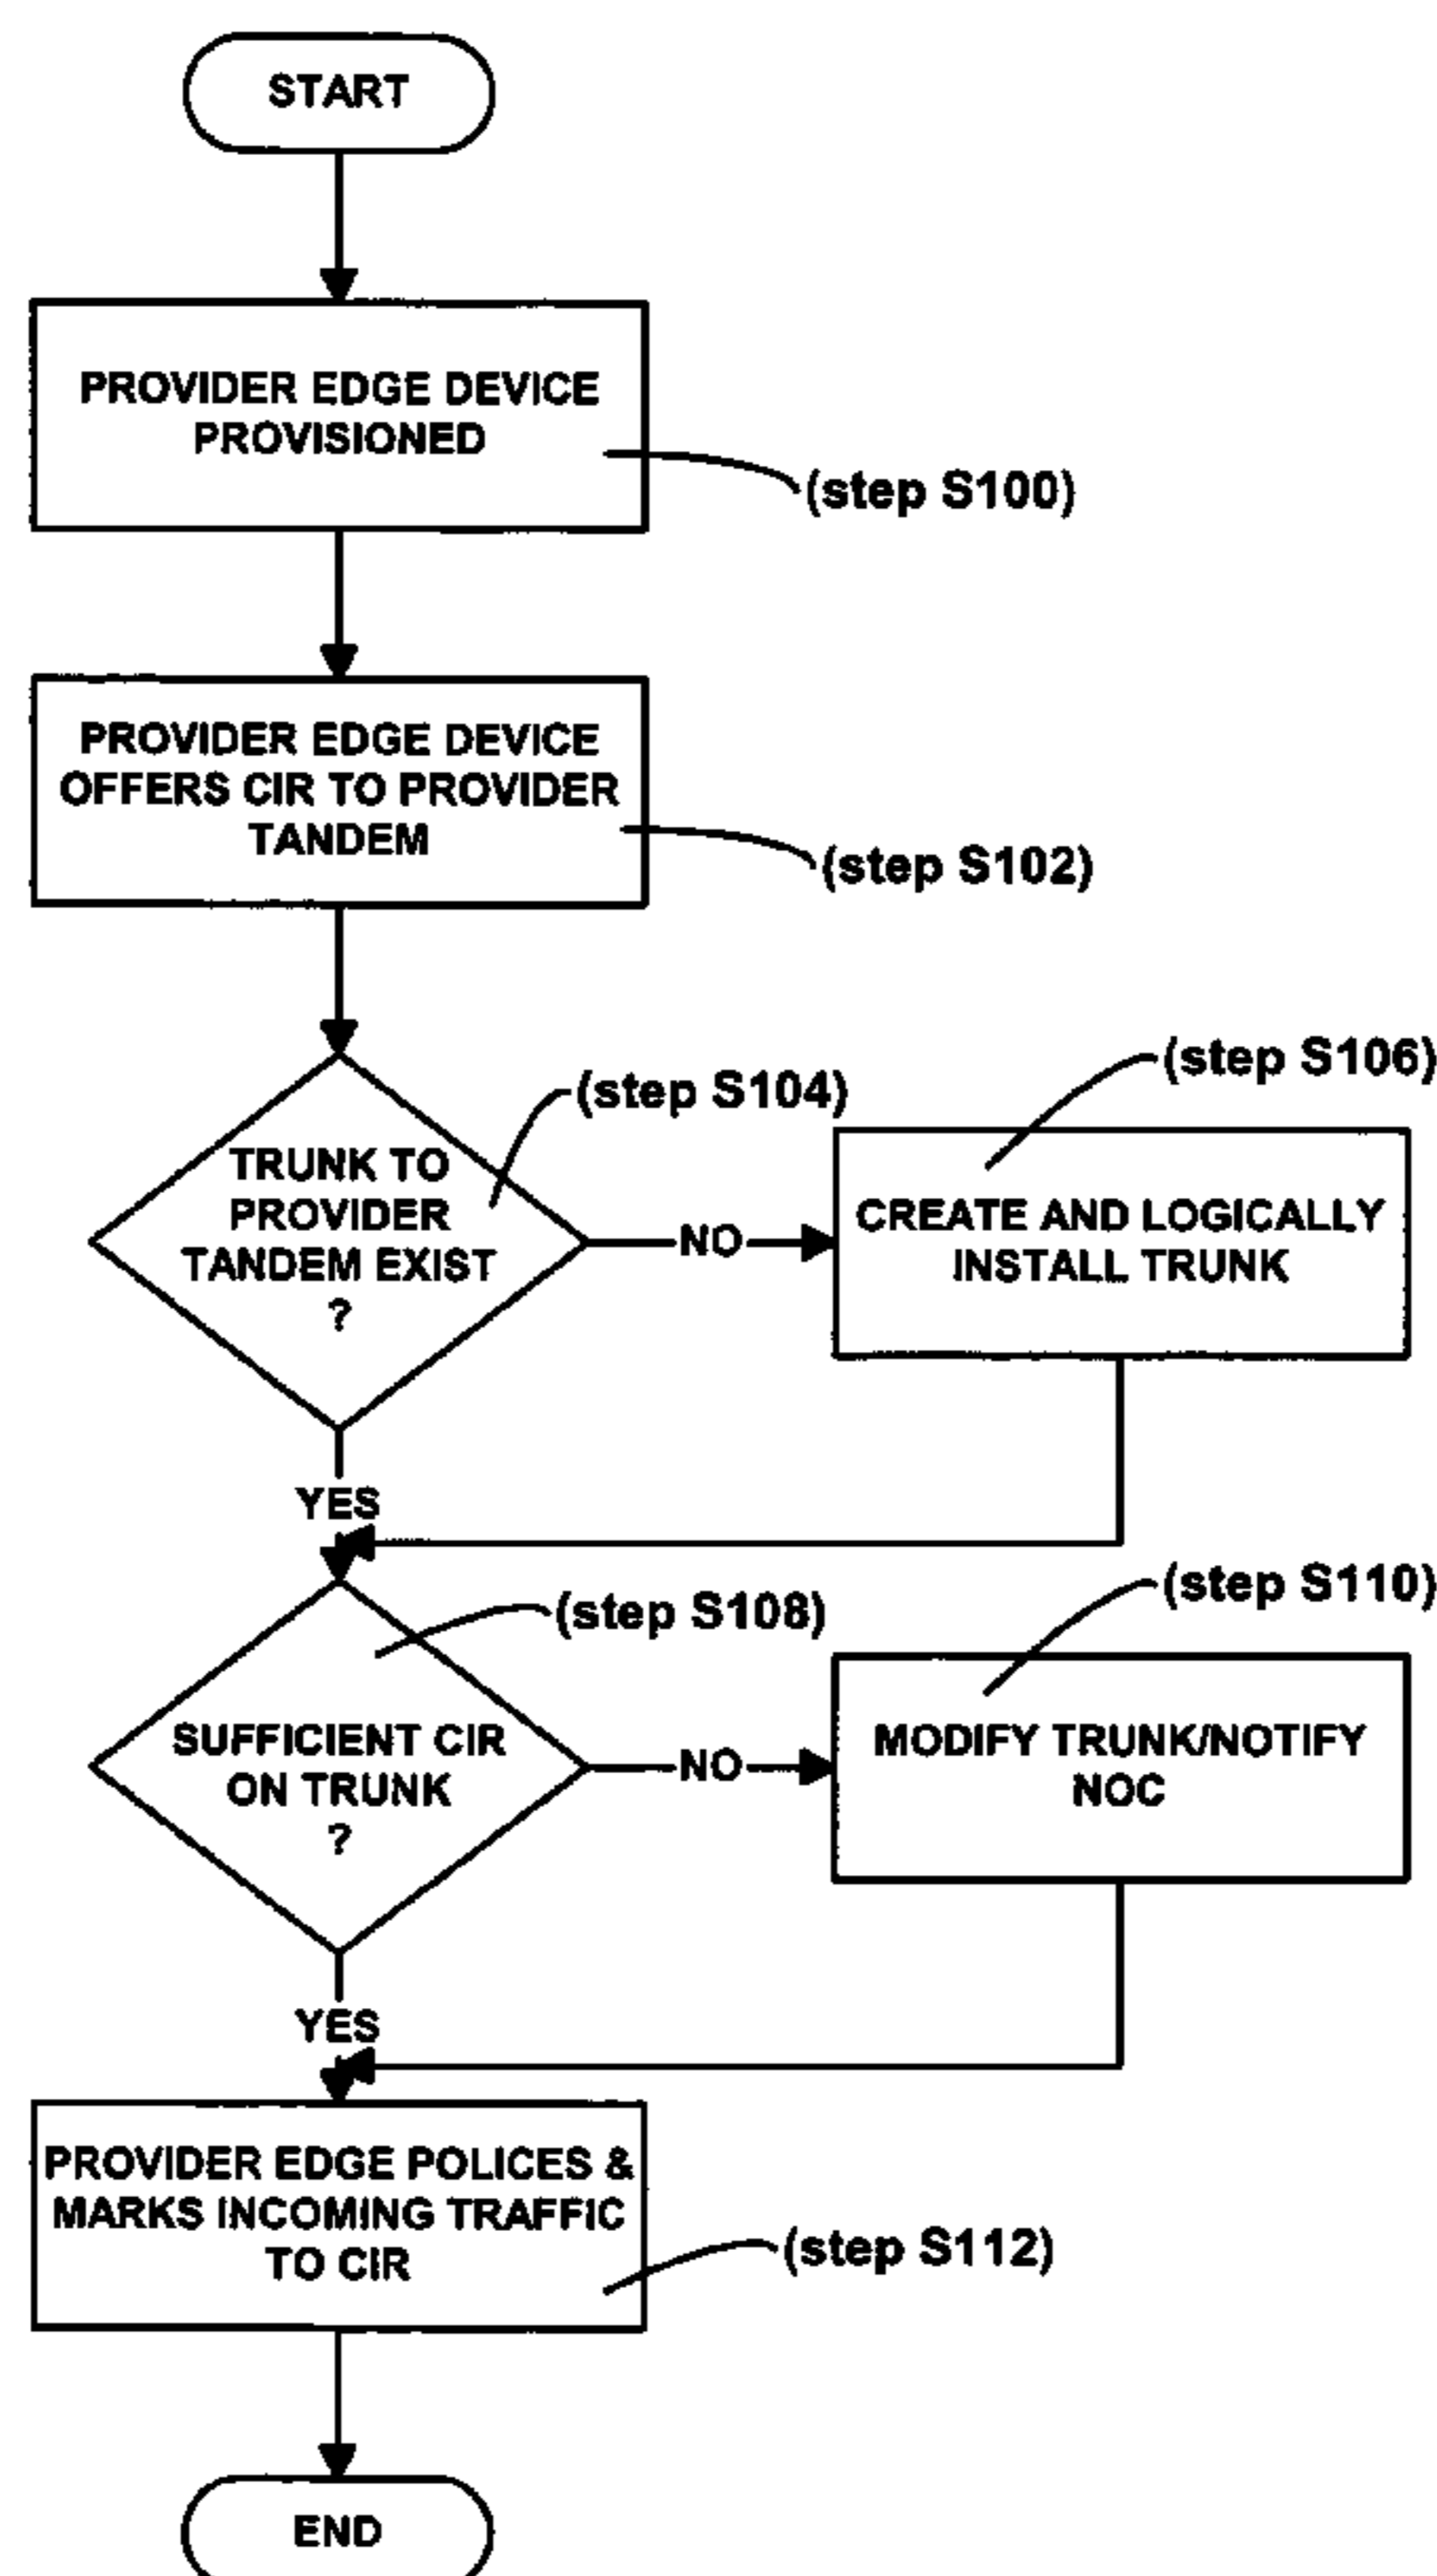 START
PROVIDER EDGE DEVICE
PROVISIONED
(step S100)
PROVIDER EDGE DEVICE
OFFERS CIR TO PROVIDER
TANDEM
(step S102)
(step S104)
TRUNK TO
PROVIDER
TANDEM EXIST
?
NO
(step S106)
CREATE AND LOGICALLY
INSTALL TRUNK
YES
(step S108)
SUFFICIENT CIR
ON TRUNK
?
NO
(step S110)
MODIFY TRUNK/NOTIFY
NOC
YES
PROVIDER EDGE POLICES &
MARKS INCOMING TRAFFIC
TO CIR
(step S112)
END